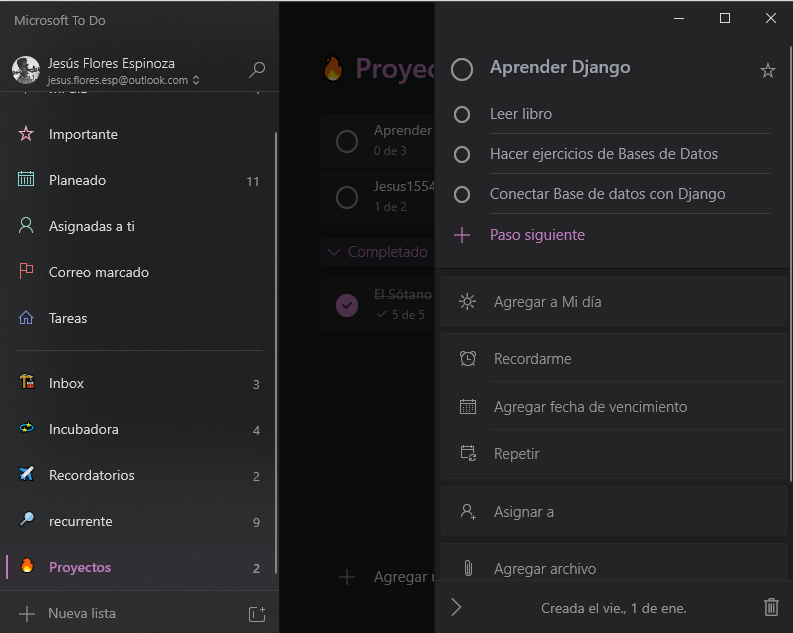 Microsoft To Do
Jesús Flores Espinoza
jesus.flores.esp@outlook.com
Importante
Planeado 11
Asignadas a ti
Correo marcado
Tareas
Inbox 3
Incubadora 4
Recordatorios 2
recurrente 9
Proyectos 2
Nueva lista
Proyec
Aprender
0 de 3
Jesus1554
1 de 2
Completado
El Sótano
5 de 5
Agregar u
Aprender Django
Leer libro
Hacer ejercicios de Bases de Datos
Conectar Base de datos con Django
Paso siguiente
Agregar a Mi día
Recordarme
Agregar fecha de vencimiento
Repetir
Asignar a
Agregar archivo
Creada el vie., 1 de ene.